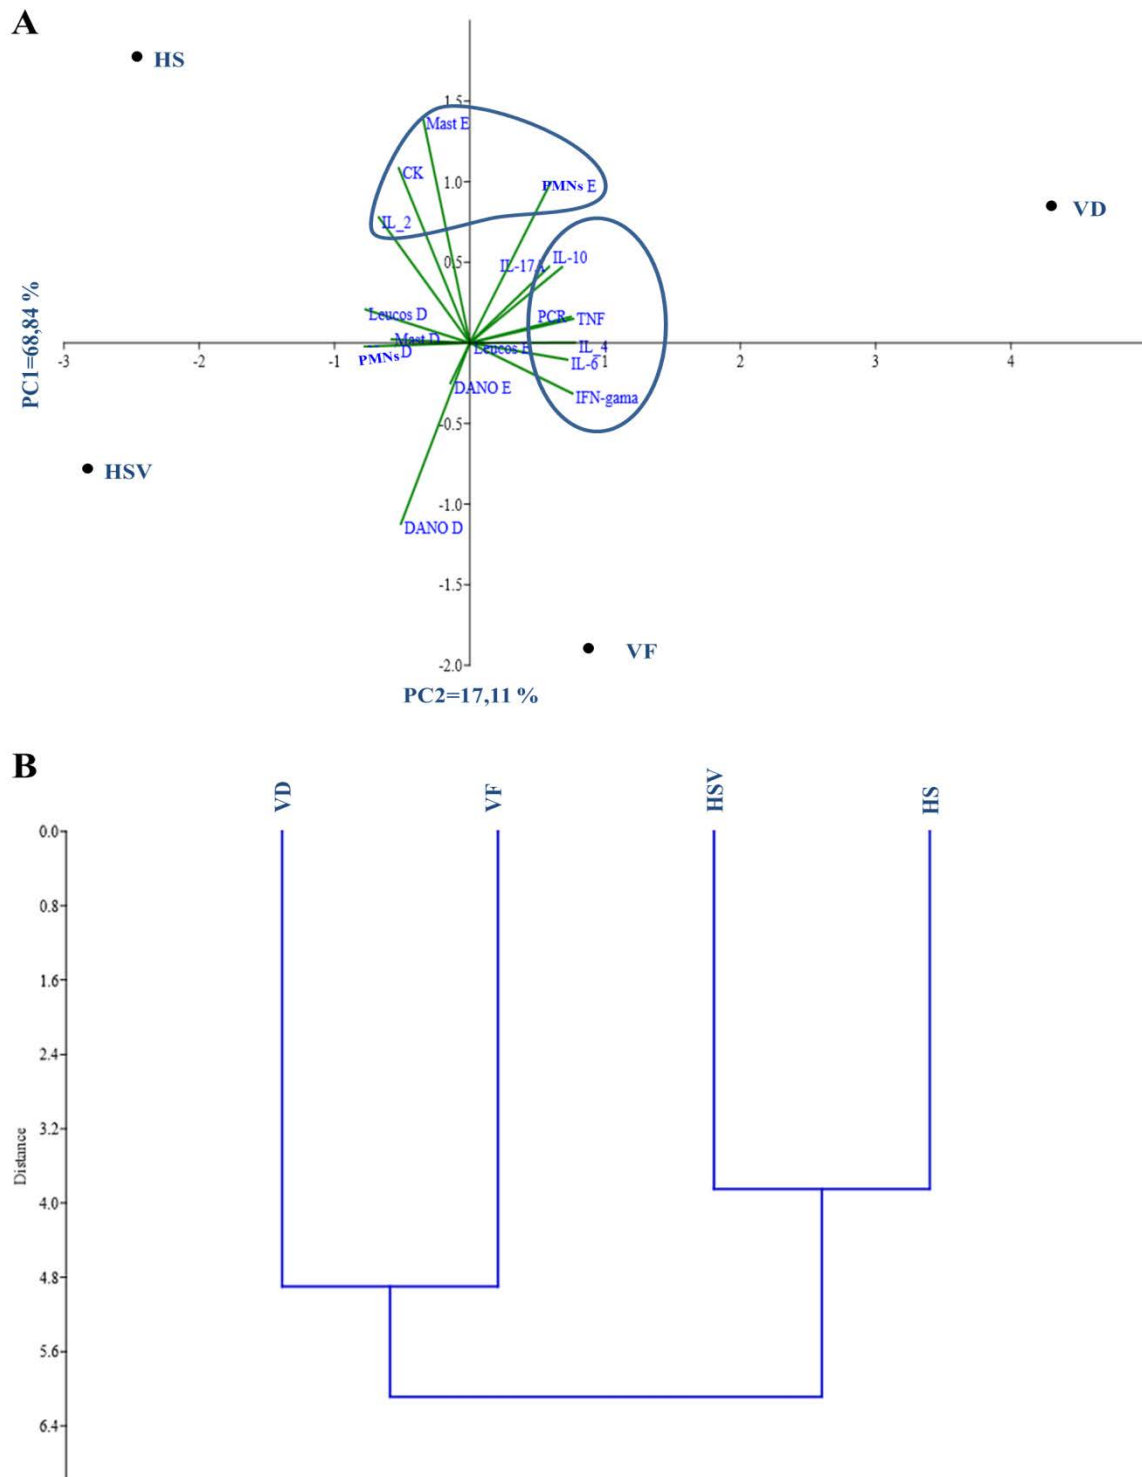 A
HS
1.5
Mast E
CK
1.0
PMNs E
VD
IL_2
0.5
IL-17A
IL-10
Leucos D
PCR
TNF
Mast D
Leucos E
IL_4
-3
-2
-1
1
2
3
4
PMNs D
IL-6
DANO E
IFN-gama
-0.5
PC1=68,84 %
HSV
-1.0
DANO D
-1.5
VF
-2.0
PC2=17,11 %
B
VD
VF
HSV
HS
0.0
0.8
1.6
2.4
3.2
Distance
4.0
4.8
5.6
6.4